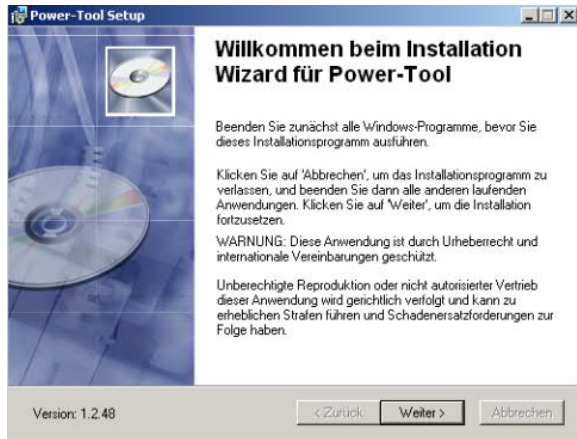 Power-Tool Setup
Willkommen beim Installation
Wizard für Power-Tool
Beenden Sie zunächst alle Windows-Programme, bevor Sie
dieses Installationsprogramm ausführen.
Klicken Sie auf 'Abbrechen', um das Installationsprogramm zu
verlassen, und beenden Sie dann alle anderen laufenden
Anwendungen. Klicken Sie auf 'Weiter', um die Installation
fortzusetzen.
WARNUNG: Diese Anwendung ist durch Urheberrecht und
internationale Vereinbarungen geschützt.
Unberechtigte Reproduktion oder nicht autorisierter Vertrieb
dieser Anwendung wird gerichtlich verfolgt und kann zu
erheblichen Strafen führen und Schadenersatzforderungen zur
Folge haben.
Version: 1.2.48
< Zurück
Weiter >
Abbrechen